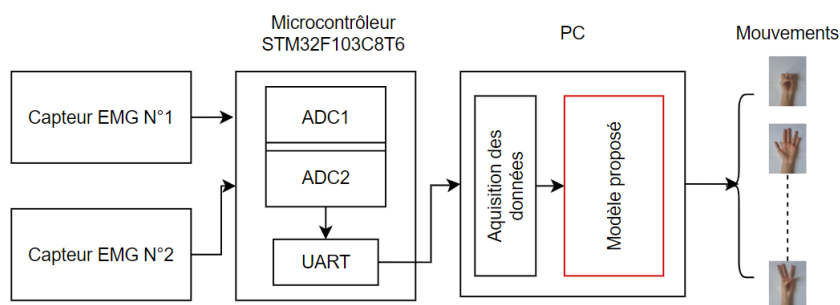 Microcontrôleur
STM32F103C8T6
PC
Mouvements
Capteur EMG N°1
Capteur EMG N°2
ADC1
ADC2
UART
Aquisition des
données
Modèle proposé